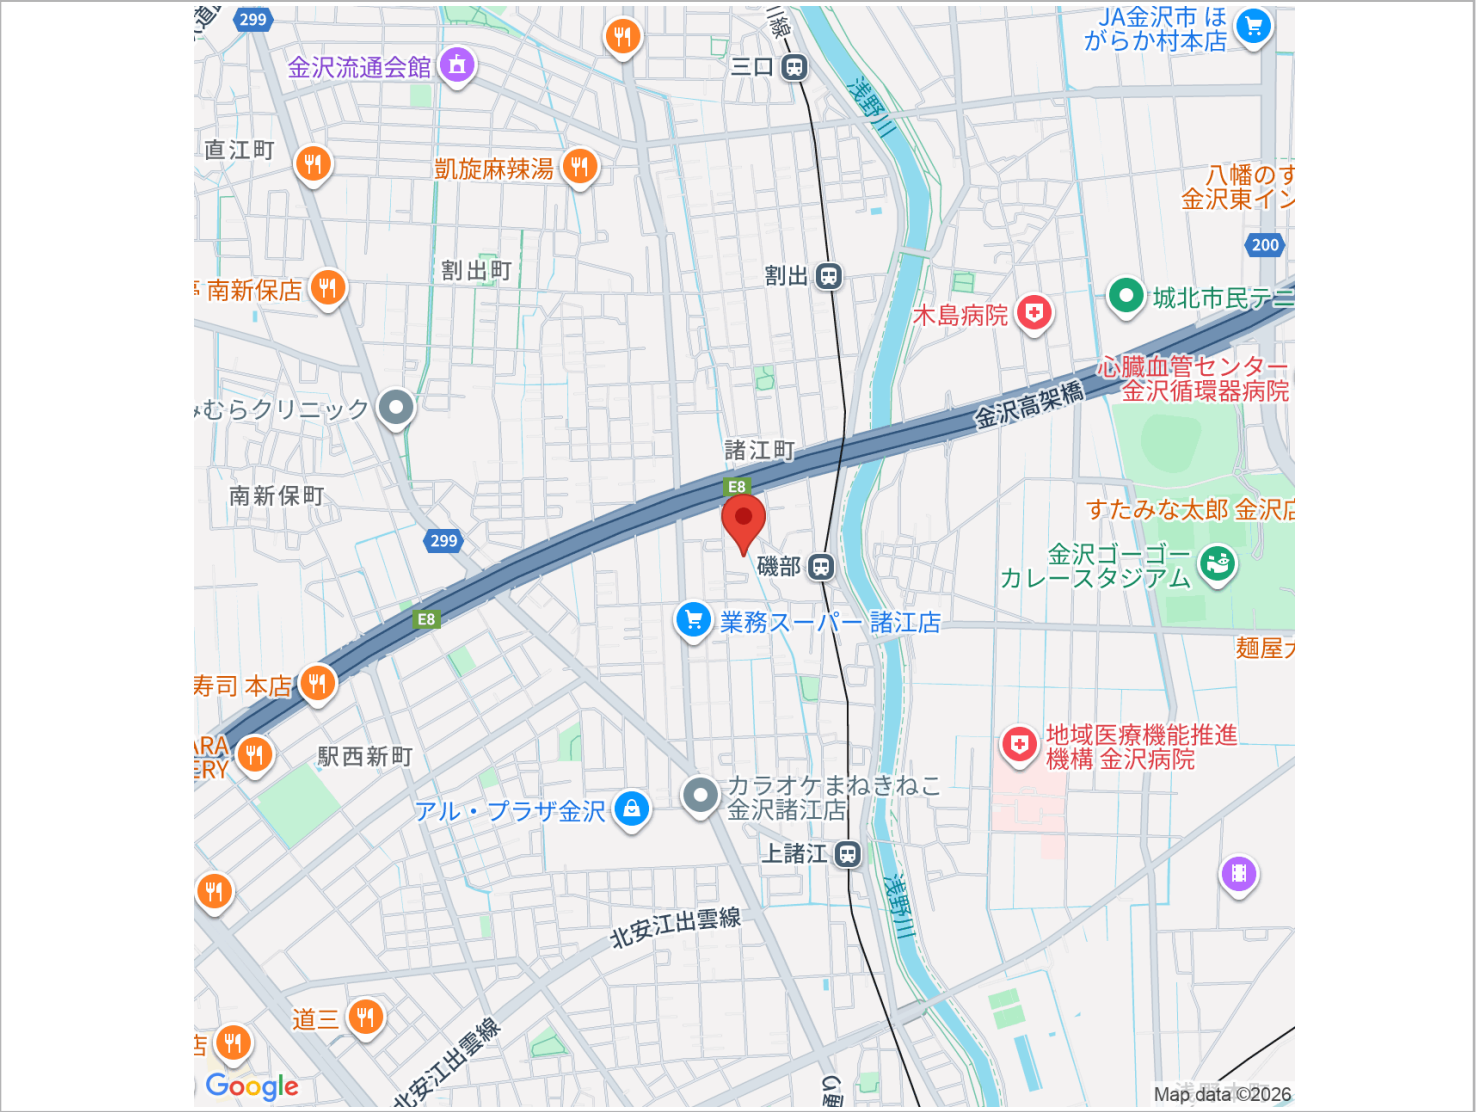 299
三口
浅野川
JA金沢市 ほ
がらか村本店
金沢流通会館
直江町
凱旋麻辣湯
八幡のす
金沢東イン
200
割出町
割出
南新保店
木島病院
城北市民テニ
心臓血管センター
金沢循環器病院
金沢高架橋
みむらクリニック
諸江町
E8
南新保町
すたみな太郎 金沢店
299
磯部
金沢ゴーゴー
カレースタジアム
E8
業務スーパー 諸江店
麺屋大
寿司 本店
駅西新町
地域医療機能推進
機構 金沢病院
カラオケまねきねこ
金沢諸江店
アル・プラザ金沢
上諸江
浅野川
北安江出雲線
道三
店
北安江出雲線
Google
浅野本町
Map data ©2026